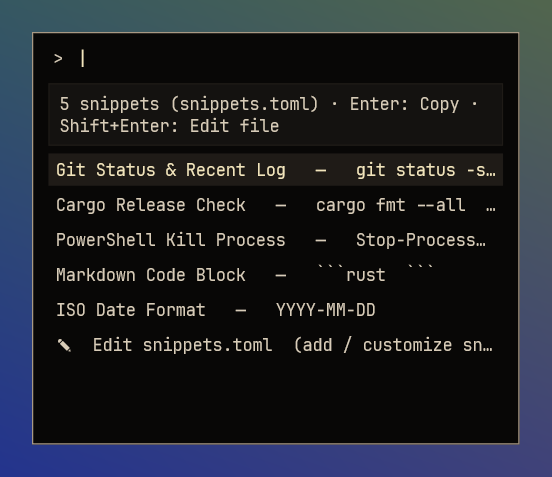 >
5 snippets (snippets.toml) · Enter: Copy ·
Shift+Enter: Edit file
Git Status & Recent Log — git status -s…
Cargo Release Check — cargo fmt --all …
PowerShell Kill Process — Stop-Process…
Markdown Code Block — ```rust ```
ISO Date Format — YYYY-MM-DD
✏ Edit snippets.toml (add / customize sn…